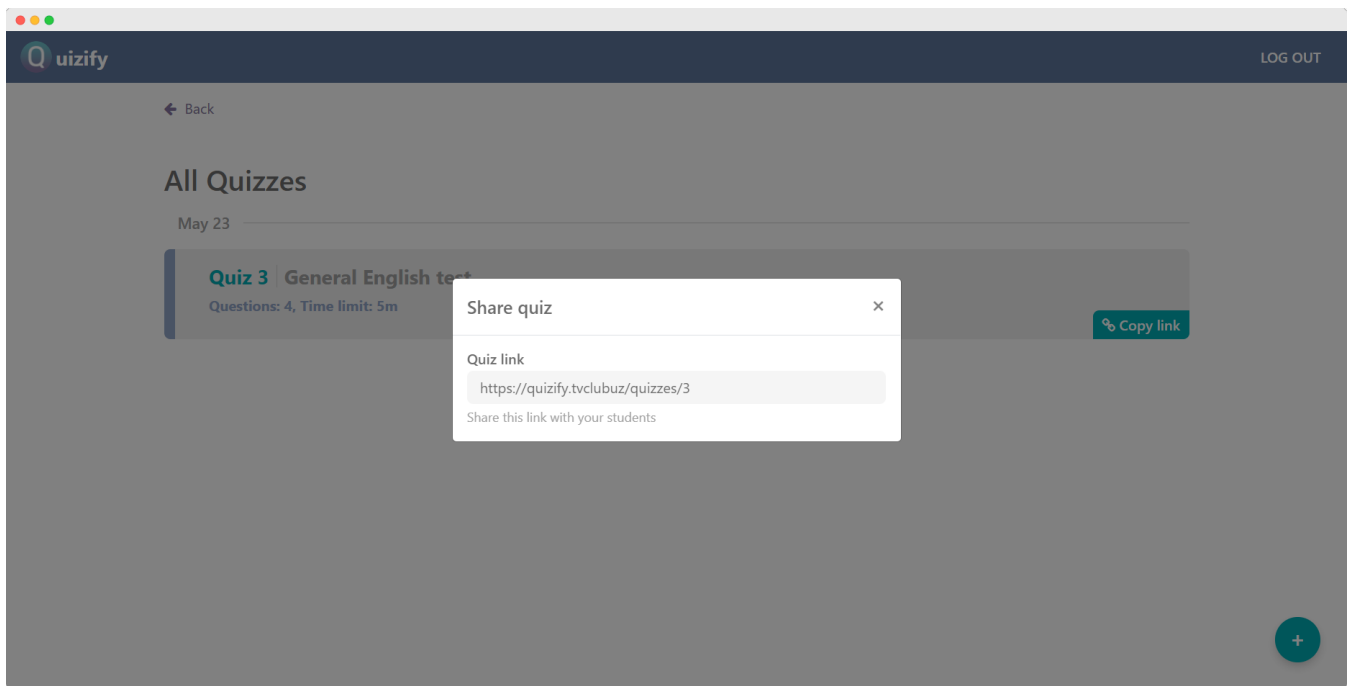 Quizify
LOG OUT
Back
All Quizzes
May 23
Quiz 3 General English test
Questions: 4, Time limit: 5m
Copy link
Share quiz
×
Quiz link
https://quizify.tvclubuz/quizzes/3
Share this link with your students
+